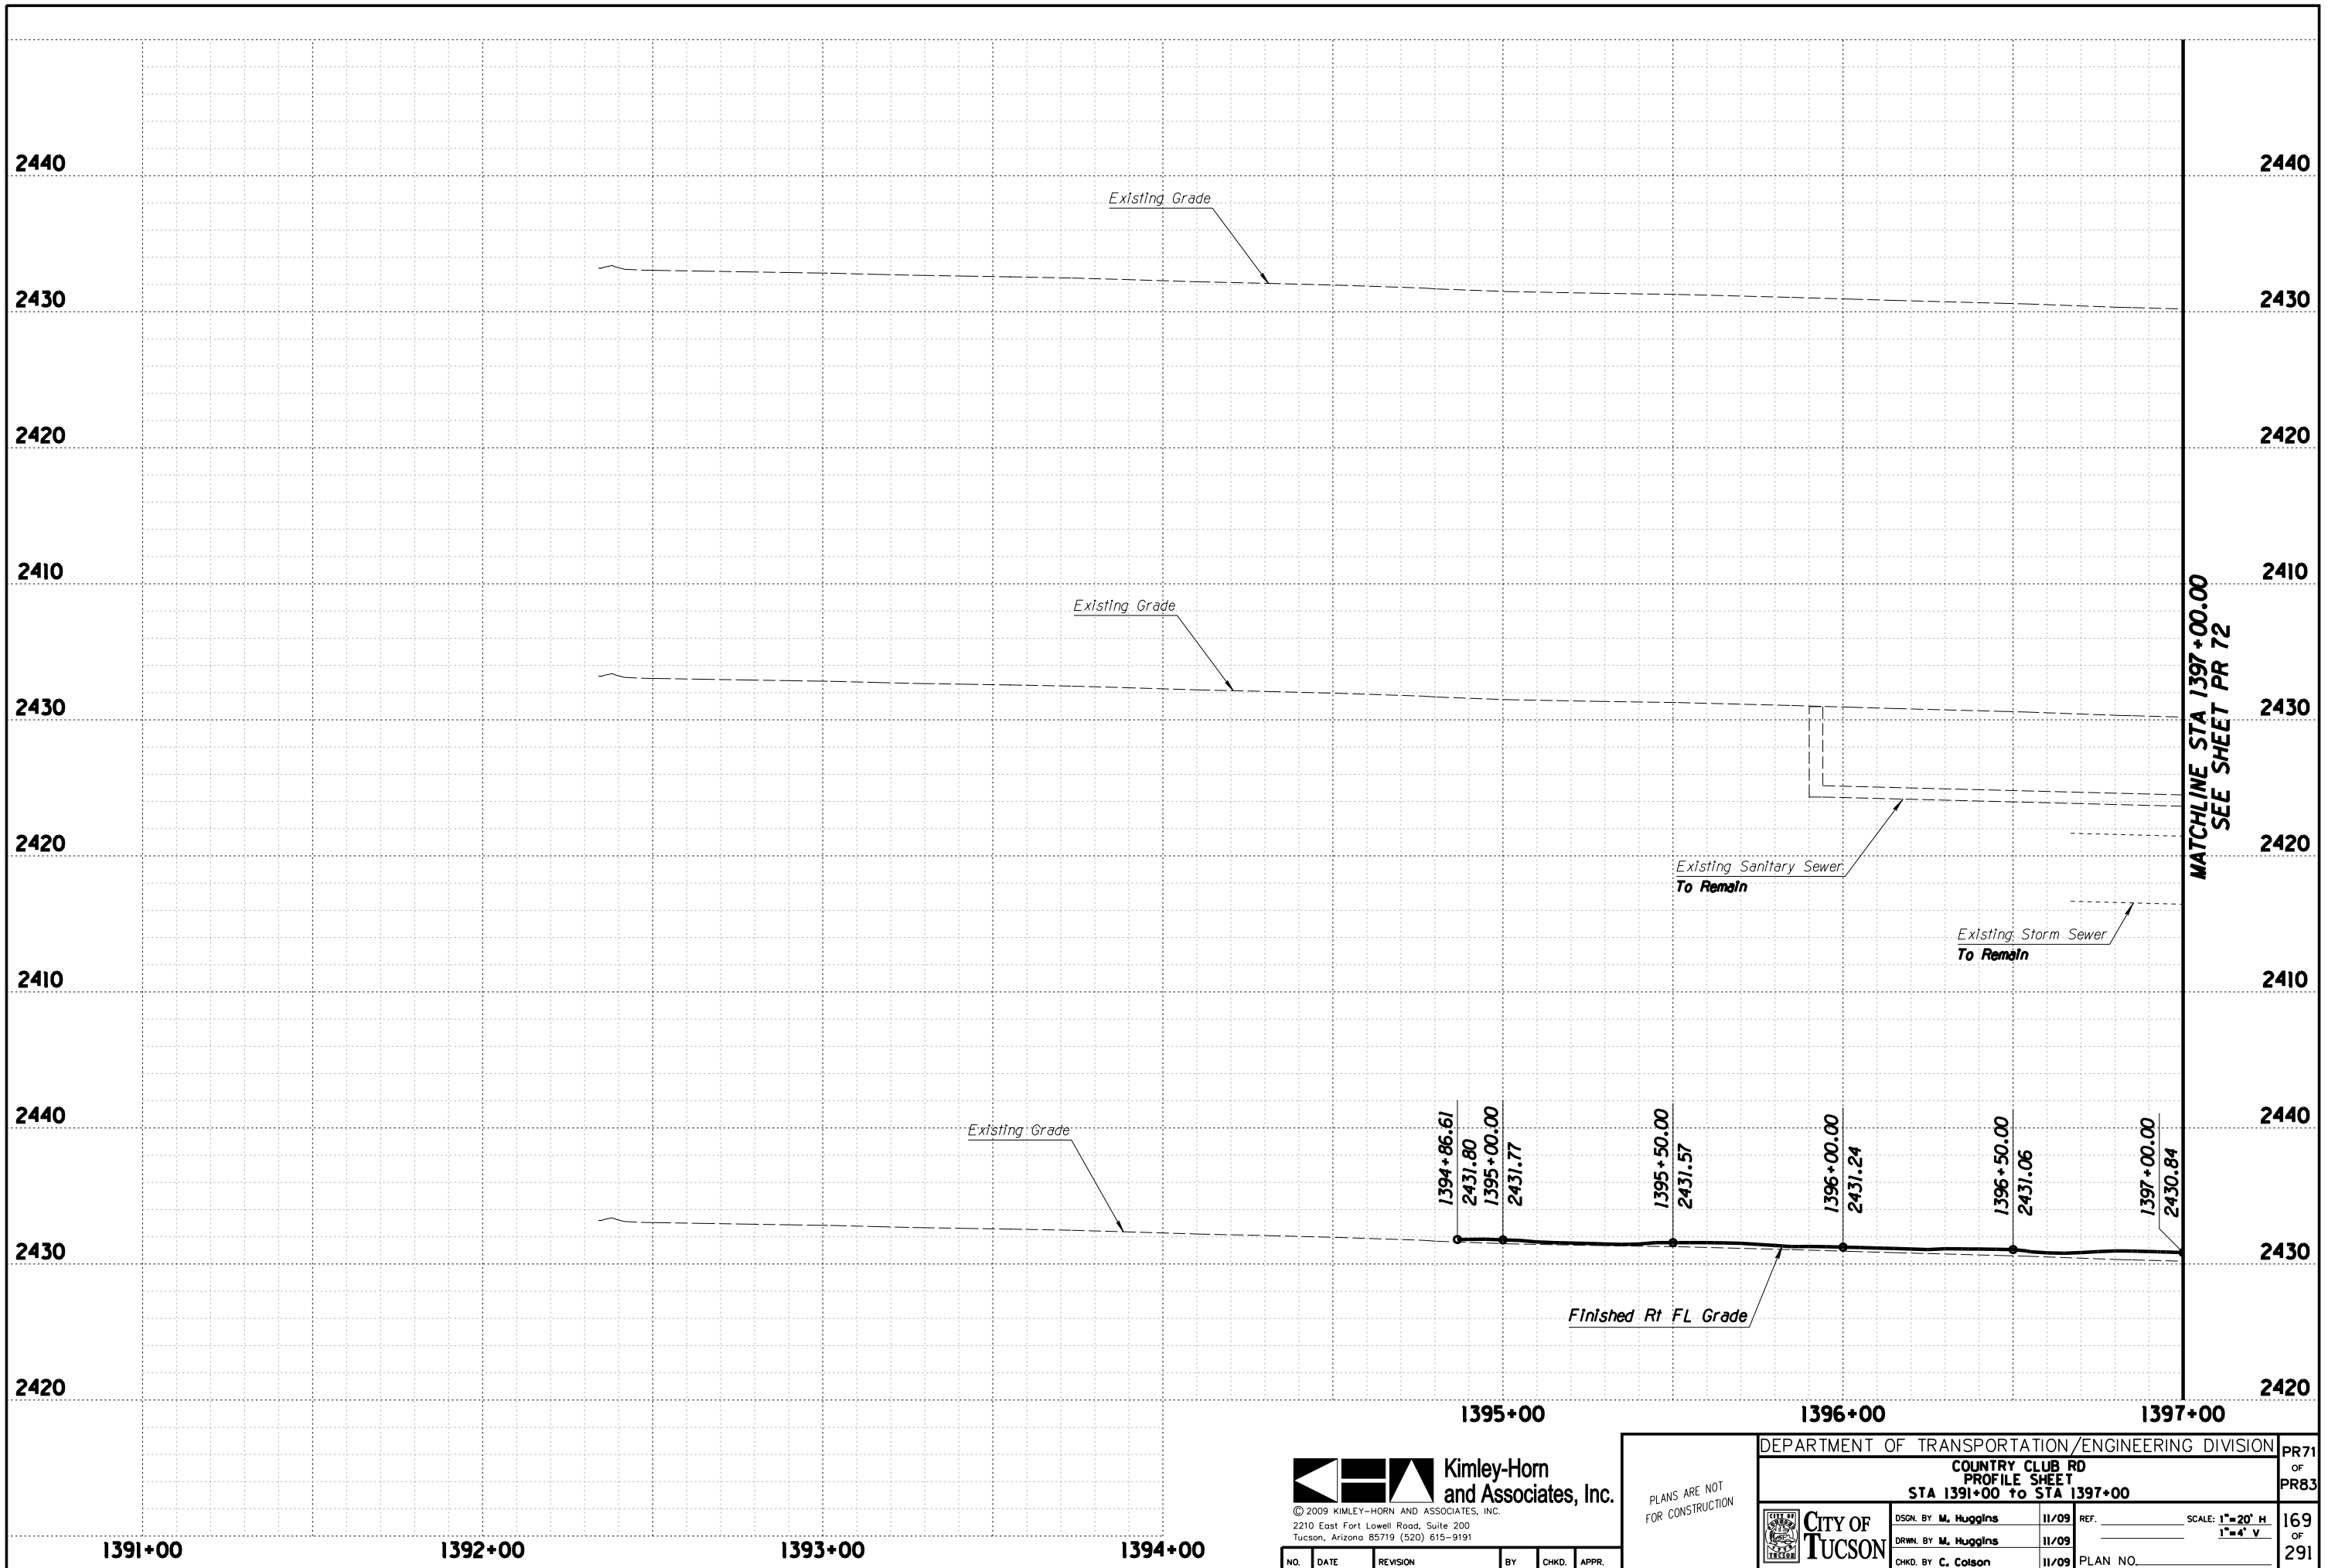 2440
2440
Existing Grade
2430
2430
2420
2420
2410
2410
Existing Grade
MATCHLINE STA 1397+00.00
SEE SHEET PR 72
2430
2430
2420
2420
Existing Sanitary Sewer
To Remain
Existing Storm Sewer
To Remain
2410
2410
2440
2440
Existing Grade
1394+86.61
2431.80
1395+00.00
2431.77
1395+50.00
2431.57
1396+00.00
2431.24
1396+50.00
2431.06
1397+00.00
2430.84
2430
2430
Finished Rt FL Grade
2420
2420
1395+00
1396+00
1397+00
1391+00
1392+00
1393+00
1394+00
Kimley-Horn
and Associates, Inc.
© 2009 KIMLEY-HORN AND ASSOCIATES, INC.
2210 East Fort Lowell Road, Suite 200
Tucson, Arizona 85719 (520) 615-9191
NO. DATE REVISION BY CHKD. APPR.
PLANS ARE NOT
FOR CONSTRUCTION
DEPARTMENT OF TRANSPORTATION/ENGINEERING DIVISION
COUNTRY CLUB RD
PROFILE SHEET
STA 1391+00 to STA 1397+00
PR71
OF
PR83
CITY OF
TUCSON
DSGN. BY M. Huggins 11/09
DRWN. BY M. Huggins 11/09
CHKD. BY C. Colson 11/09
REF. SCALE: 1"=20' H
1"=4' V
PLAN NO.
169
OF
291